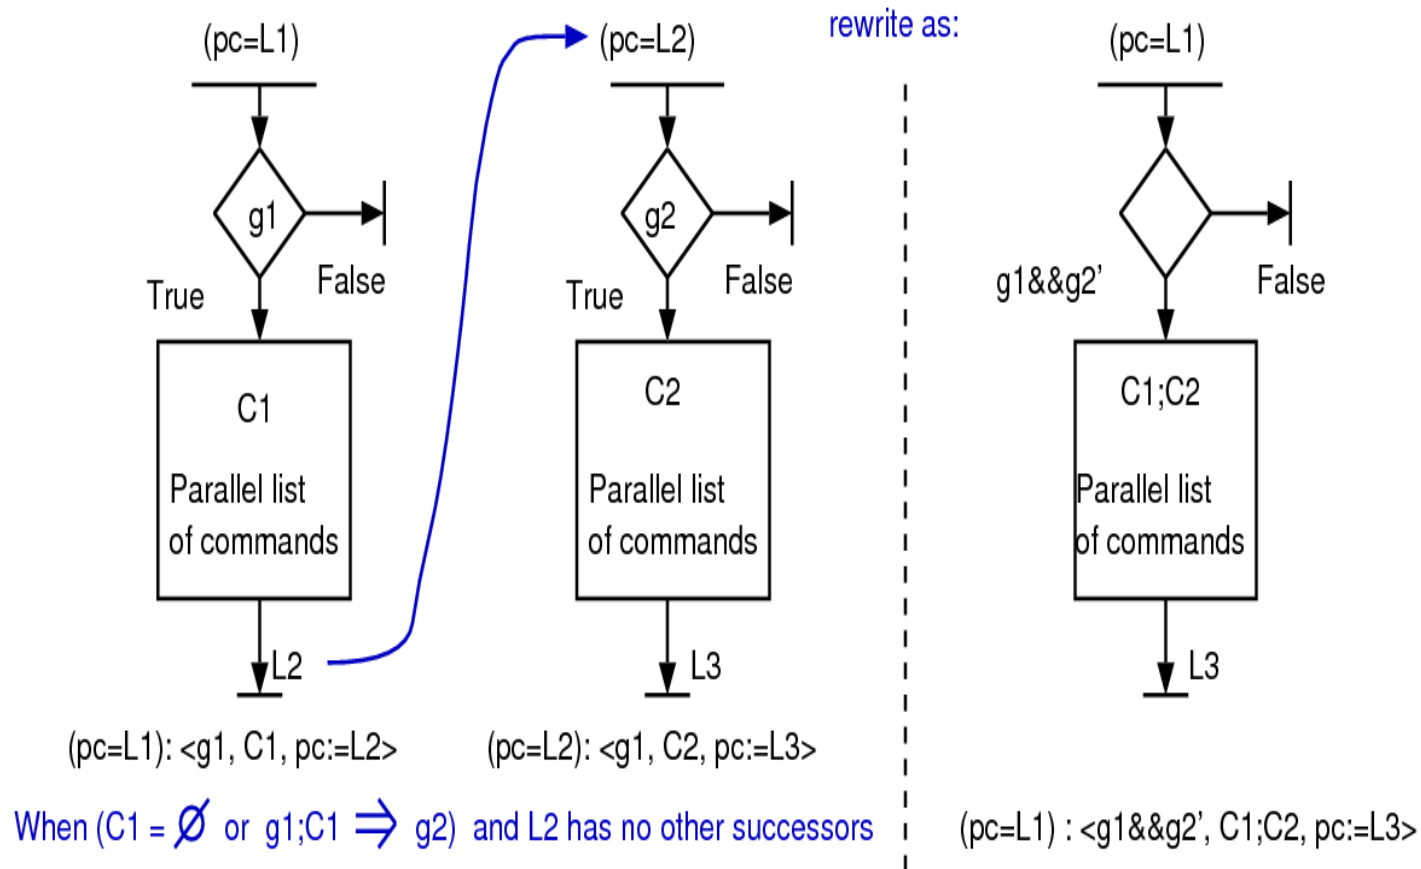 (pc=L1)
(pc=L2)
rewrite as:
(pc=L1)
g1
g2
True
False
True
False
g1&&g2’
False
C1
Parallel list
of commands
C2
Parallel list
of commands
C1;C2
Parallel list
of commands
L2
L3
L3
(pc=L1): <g1, C1, pc:=L2>
(pc=L2): <g1, C2, pc:=L3>
When (C1 = ∅ or g1;C1 ⇒ g2) and L2 has no other successors
(pc=L1) : <g1&&g2’, C1;C2, pc:=L3>